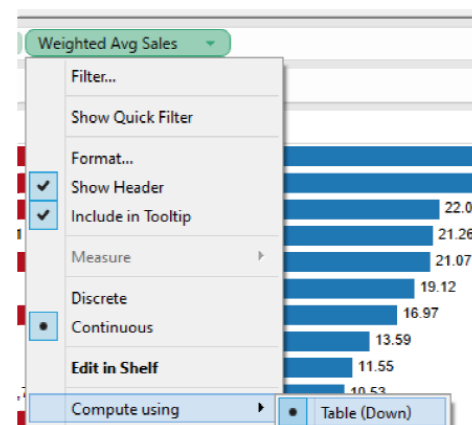 Weighted Avg Sales
Filter...
Show Quick Filter
Format...
Show Header
Include in Tooltip
Measure
Discrete
Continuous
Edit in Shelf
Compute using
Table (Down)
22.0
21.26
21.07
19.12
16.97
13.59
11.55
10.53